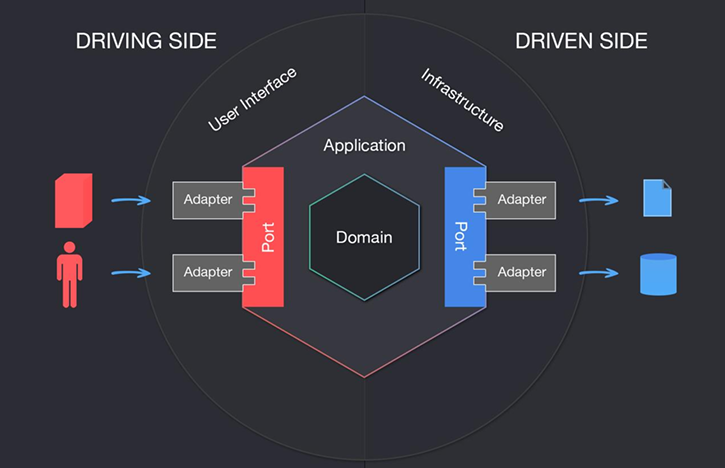 DRIVING SIDE
DRIVEN SIDE
User Interface
Infrastructure
Application
Adapter
Adapter
Port
Domain
Port
Adapter
Adapter